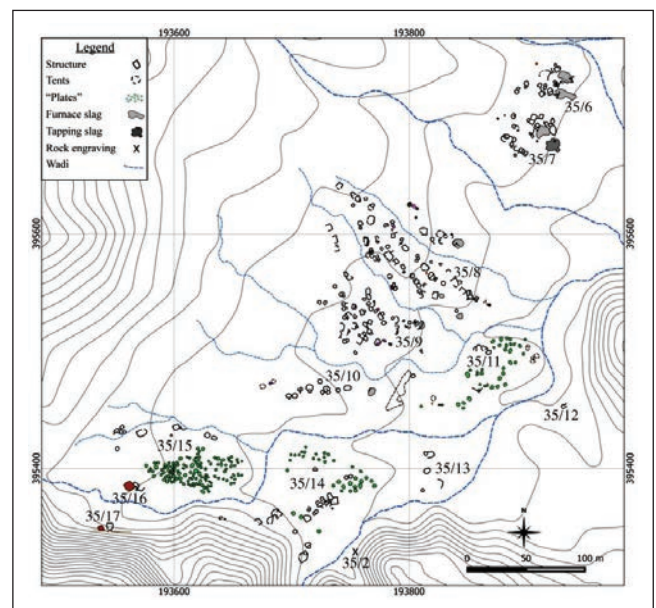 193600 193800
Legend
Structure
Tents
"Plates"
Furnace slag
Tapping slag
Rock engraving X
Wadi
35/6
35/7
395600
395600
35/8
35/9
35/10
35/11
35/12
35/15
35/14
35/13
395400
395400
35/16
35/17
X
35/2
N
0 100 m
193600 193800